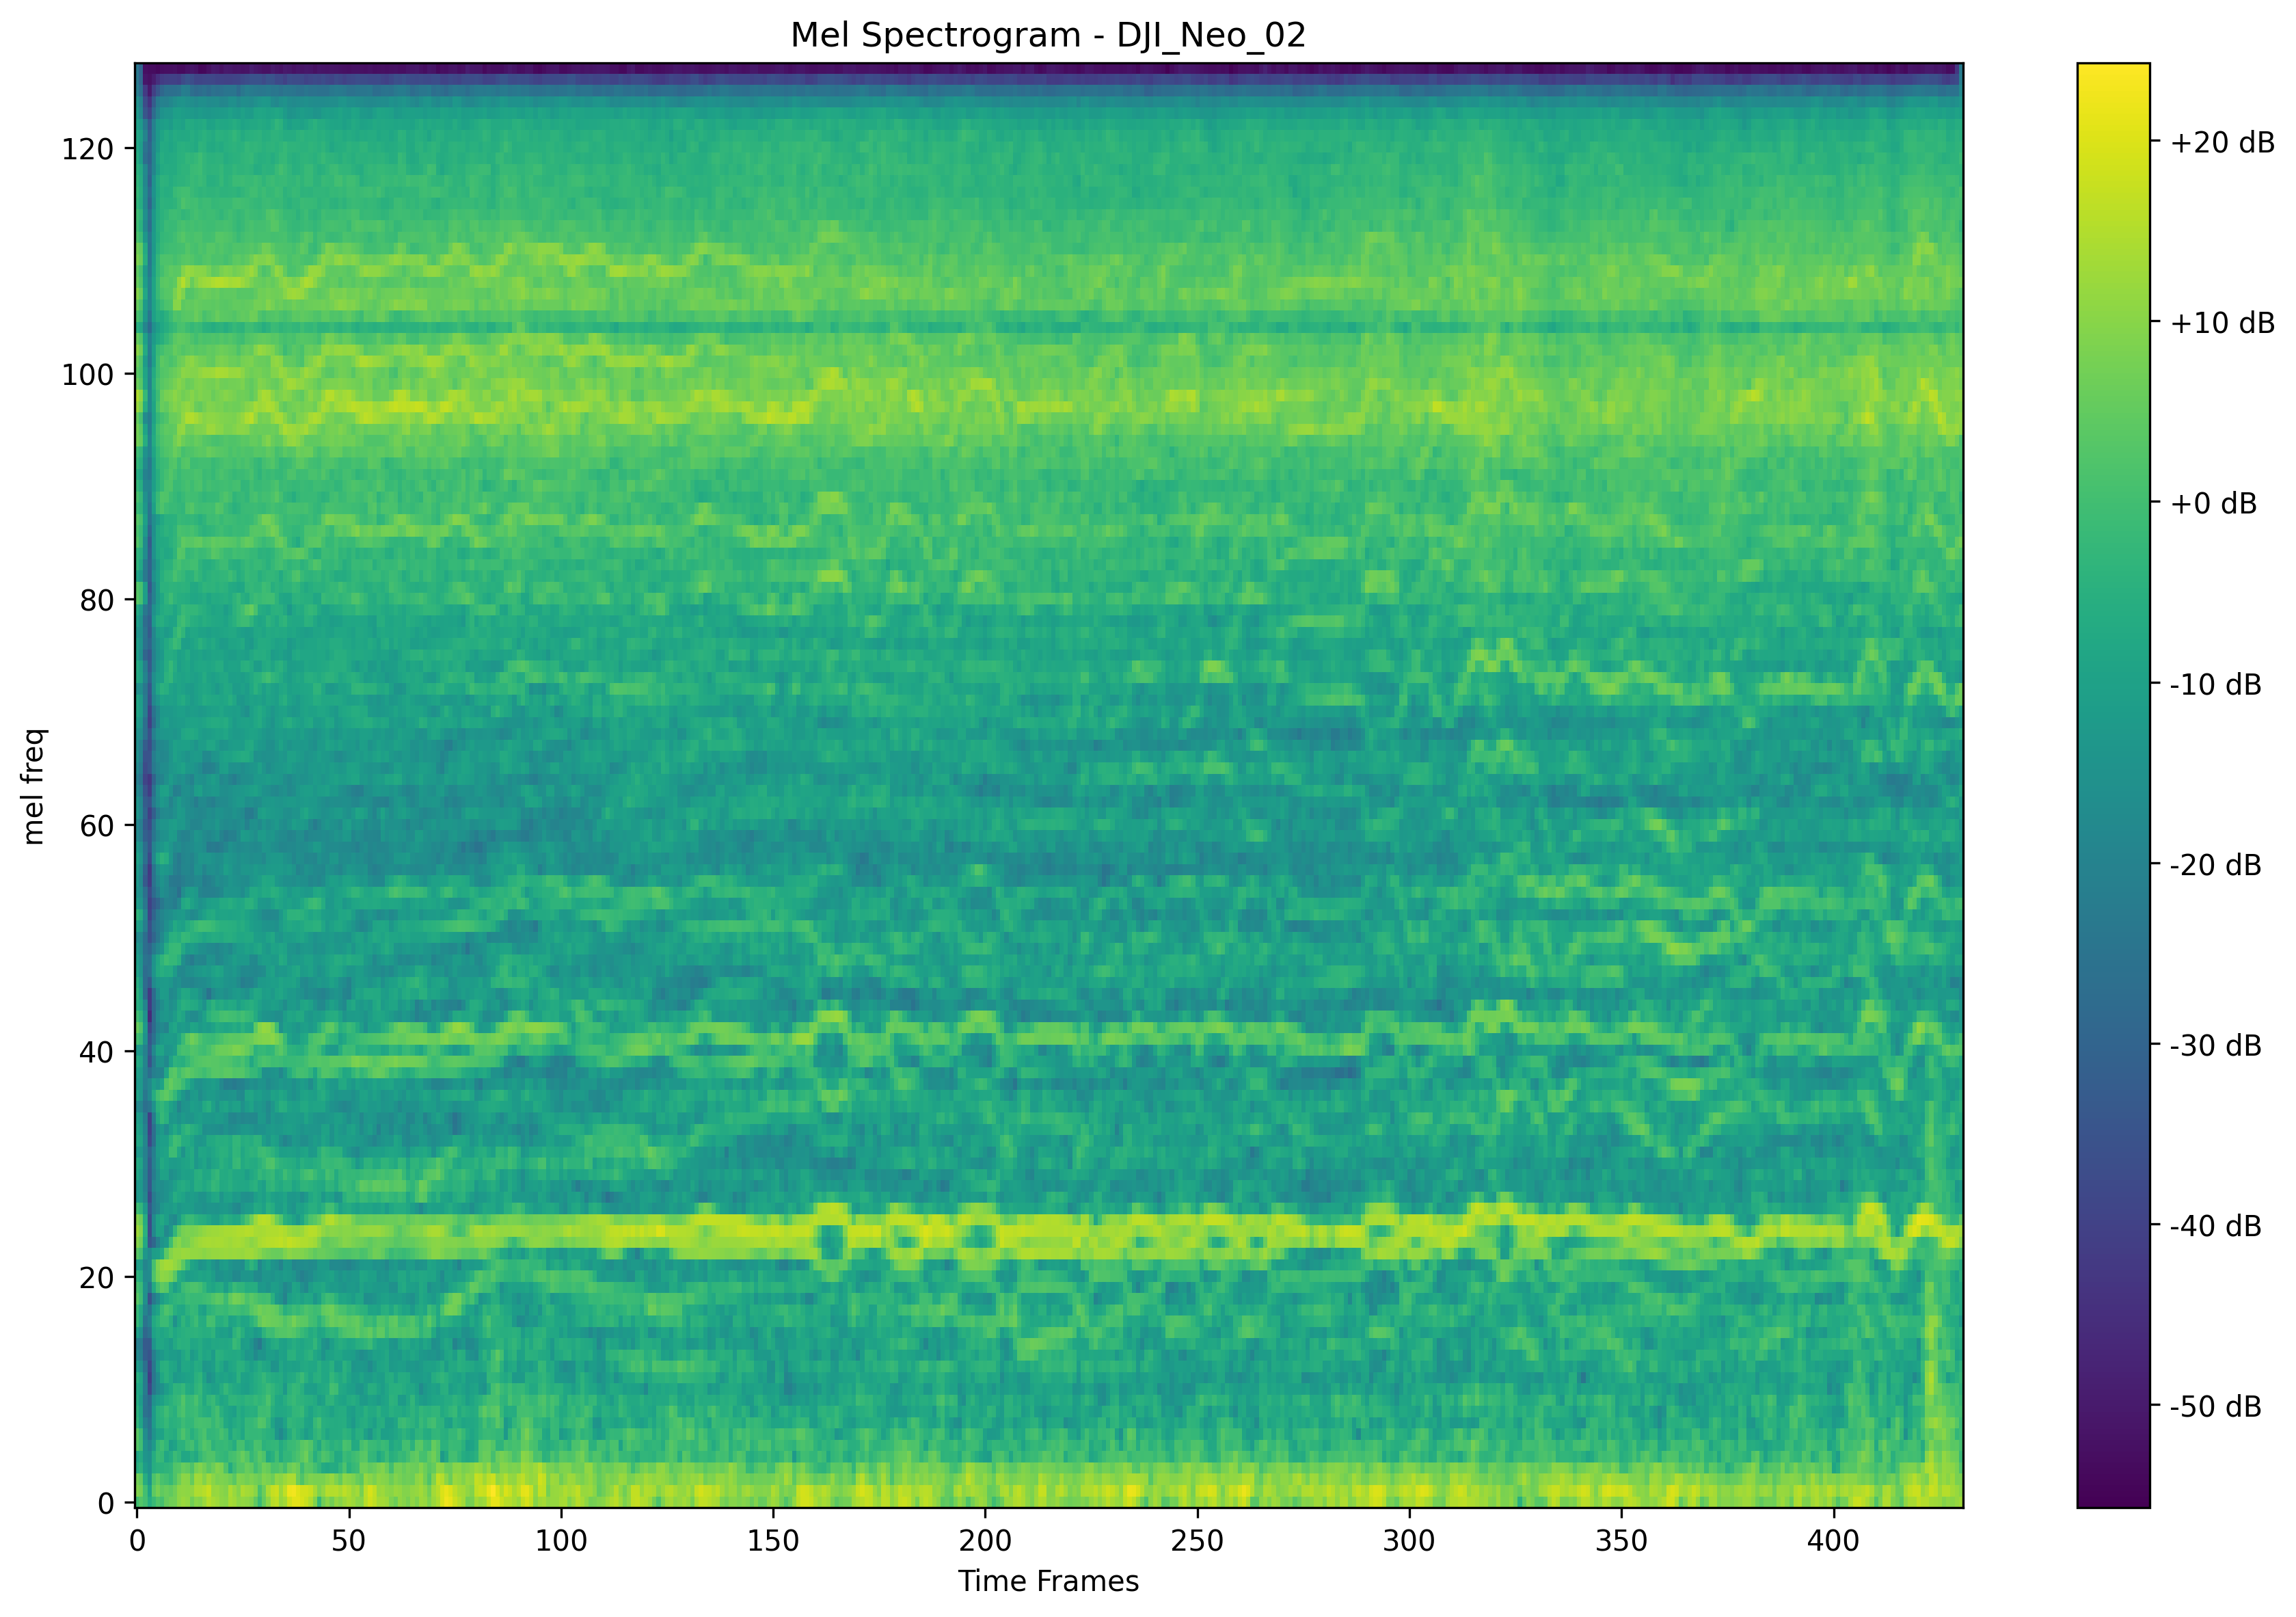 Mel Spectrogram - DJI_Neo_02
mel freq
120
100
80
60
40
20
0
0 50 100 150 200 250 300 350 400
Time Frames
+20 dB
+10 dB
+0 dB
-10 dB
-20 dB
-30 dB
-40 dB
-50 dB